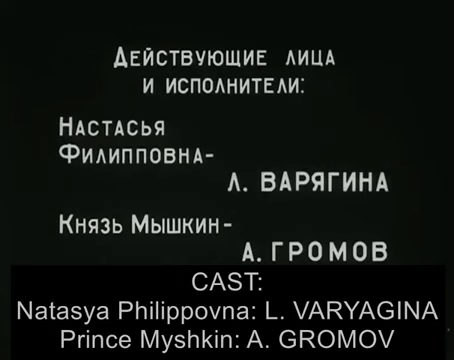 Действующие лица
и исполнители:
Настасья
Филипповна-
Л. ВАРЯГИНА
Князь Мышкин-
А. ГРОМОВ
CAST:
Natasya Philippovna: L. VARYAGINA
Prince Myshkin: A. GROMOV